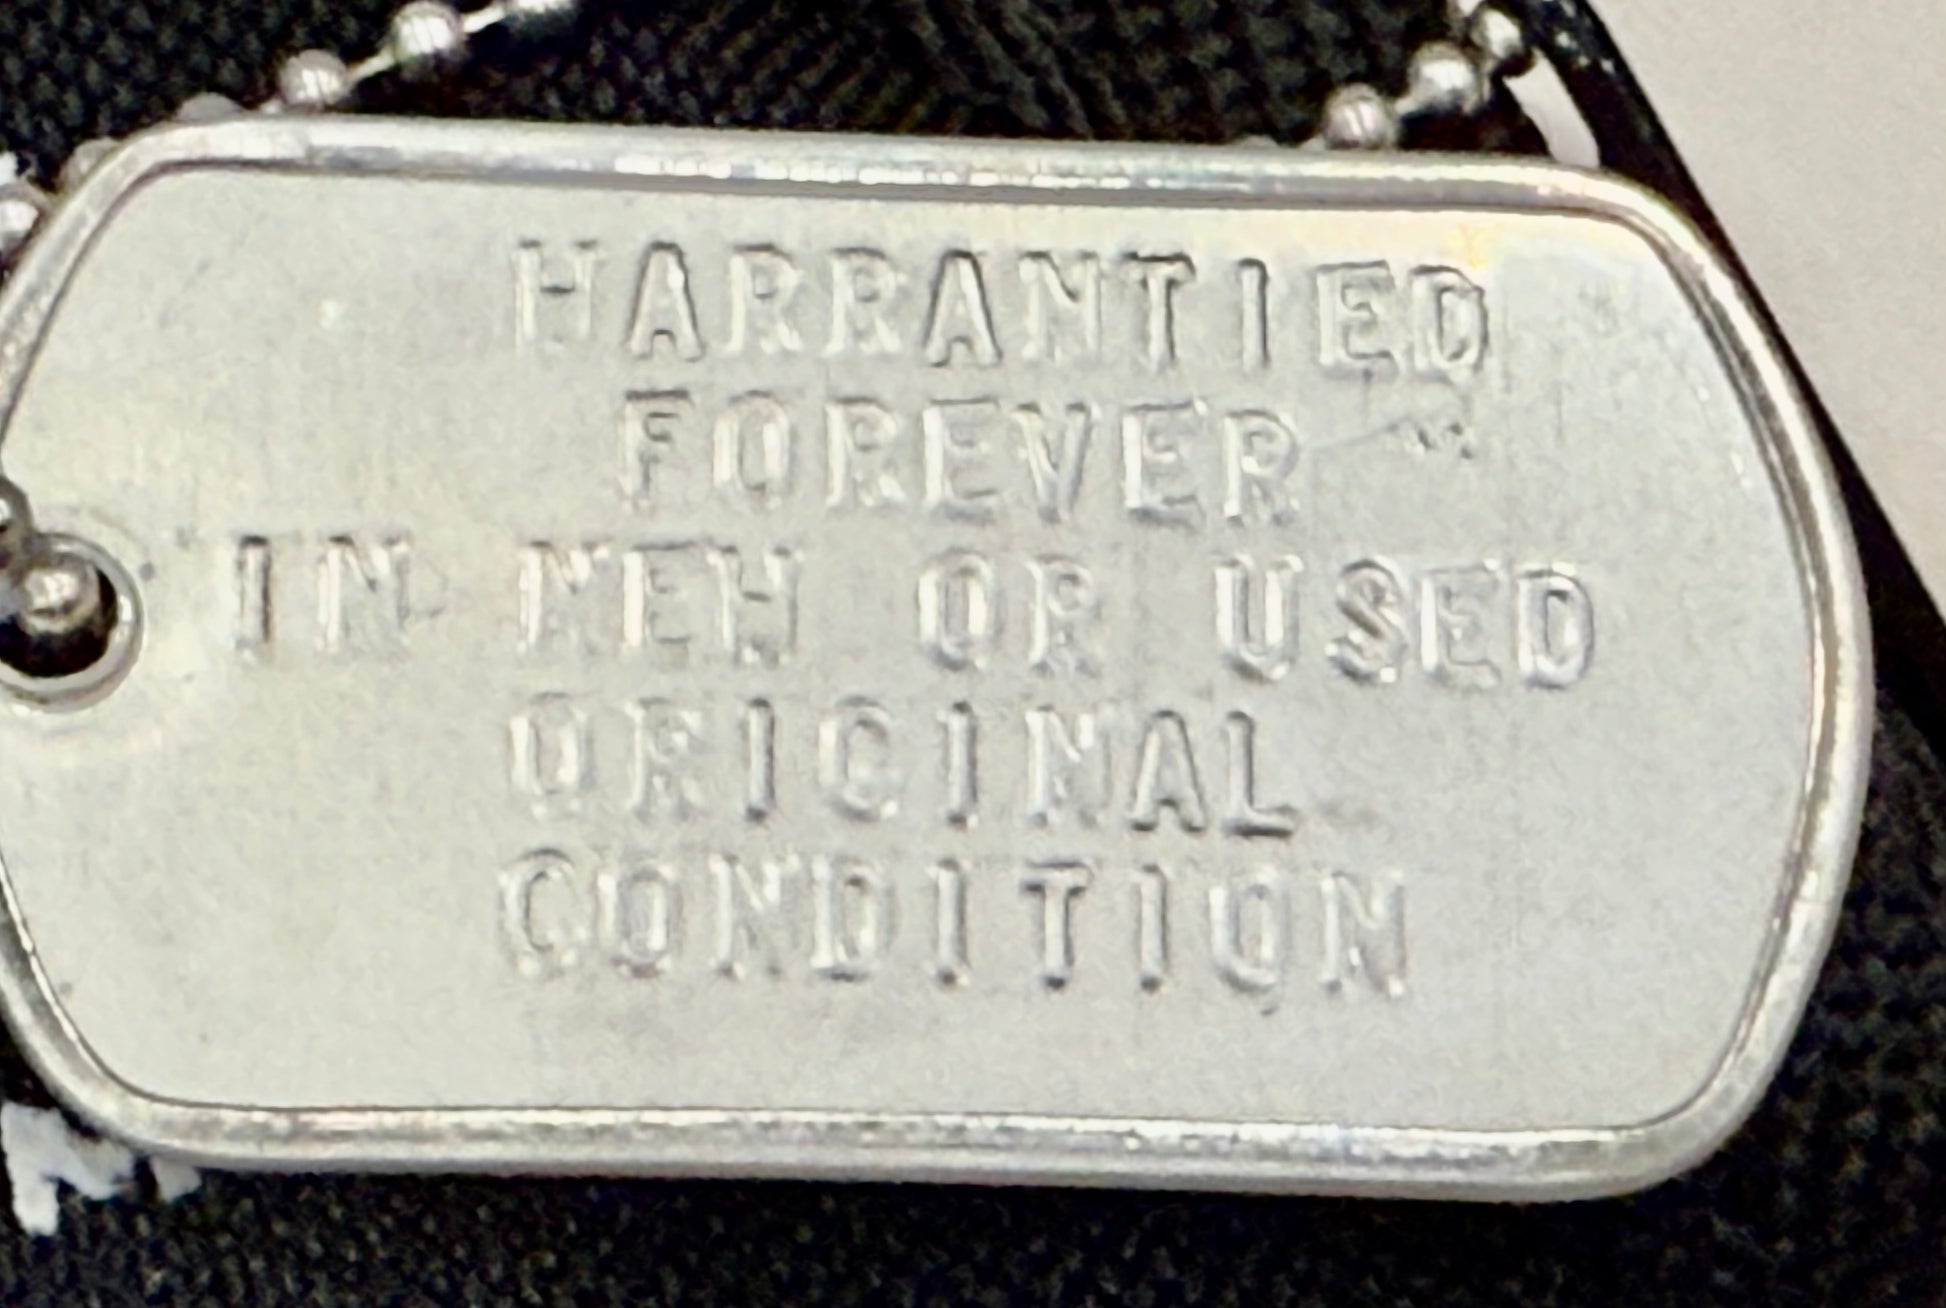 WARRANTIED
FOREVER
IN NEW OR USED
ORIGINAL
CONDITION